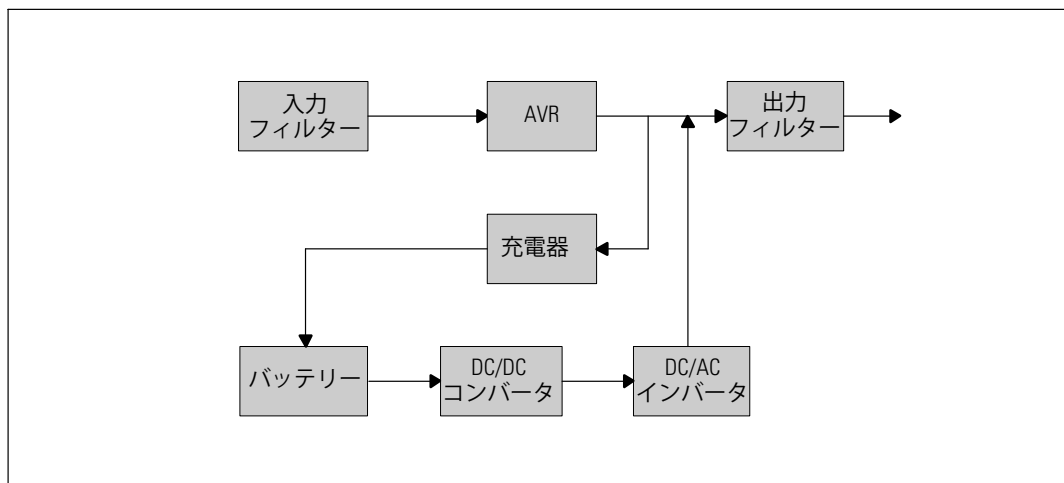 入力
フィルター
AVR
出力
フィルター
充電器
バッテリー
DC/DC
コンバータ
DC/AC
インバータ